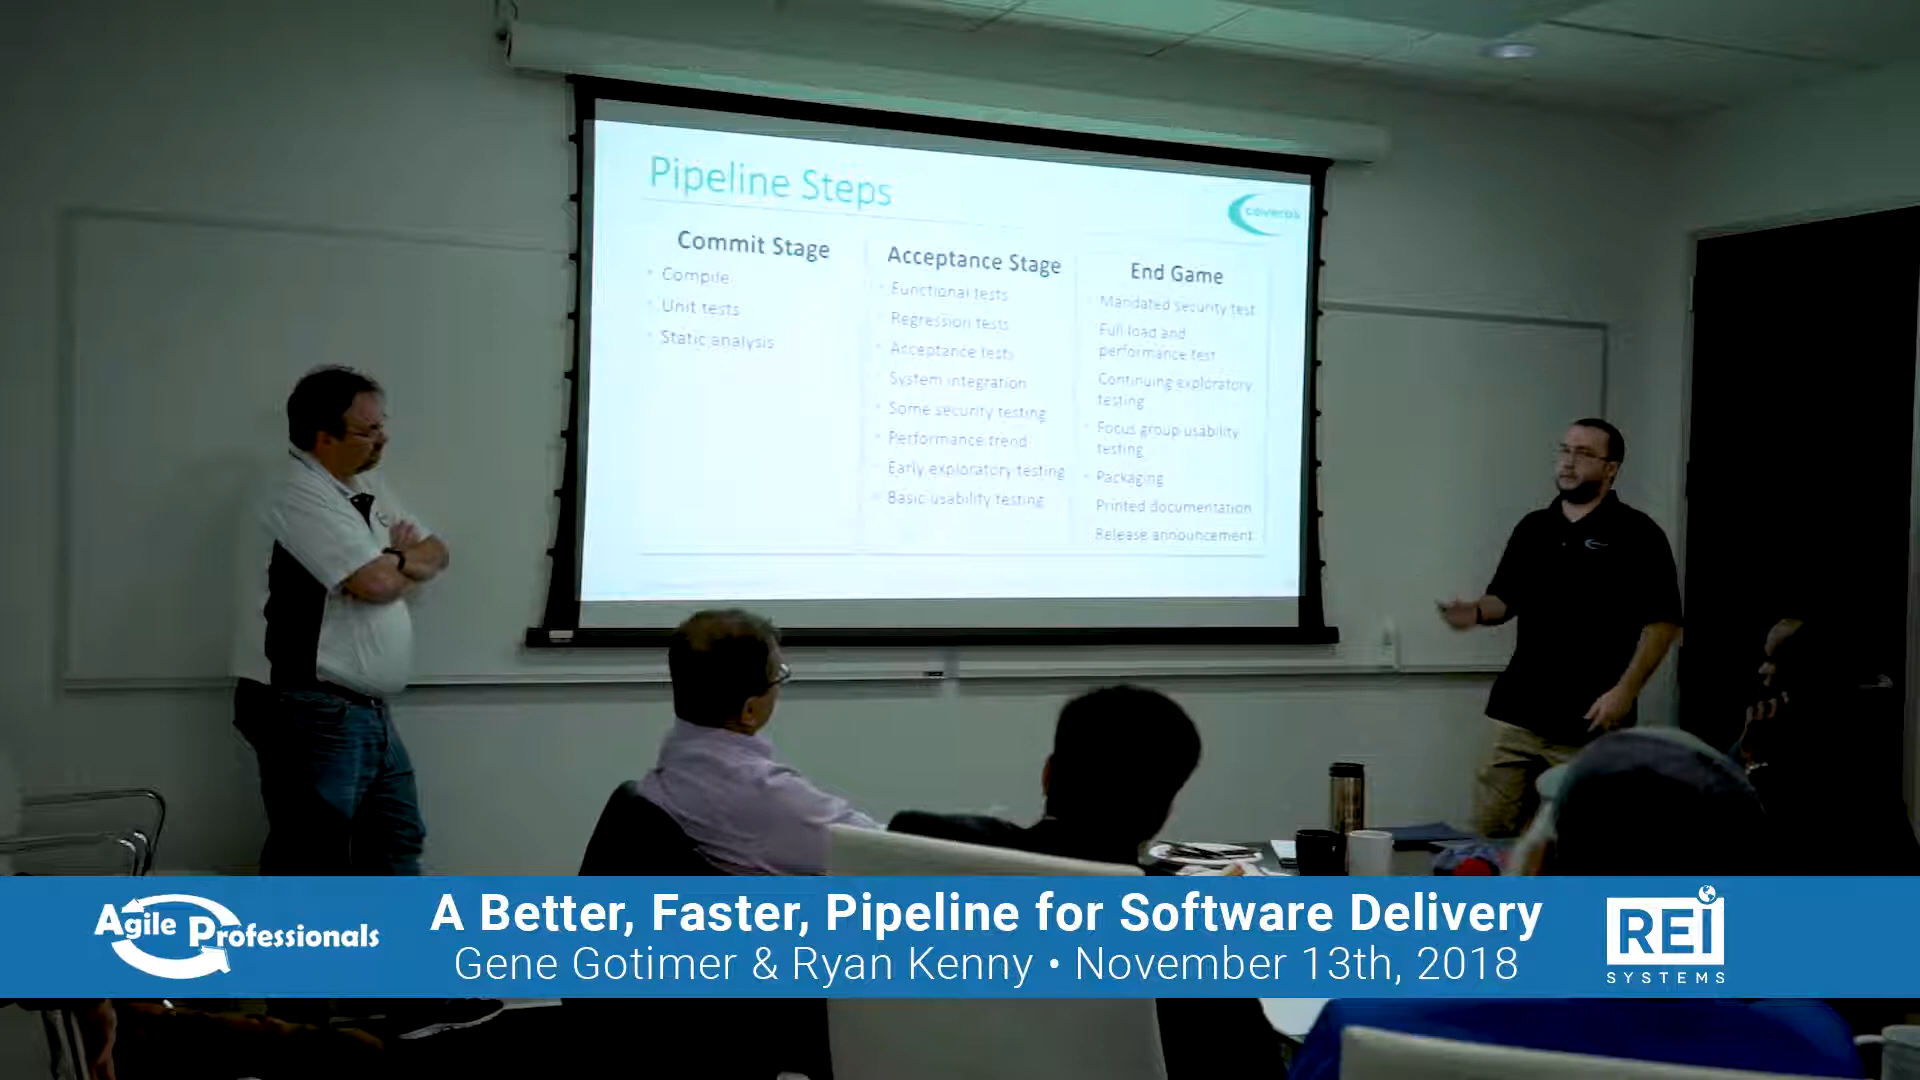 Pipeline Steps
coveros
Commit Stage
Compile
Unit tests
Static analysis
Acceptance Stage
Functional tests
Regression tests
Acceptance tests
System integration
Some security testing
Performance trend
Early exploratory testing
Basic usability testing
End Game
Mandated security test
Full load and
performance test
Continuing exploratory
testing
Focus group usability
testing
Packaging
Printed documentation
Release announcement
Agile Professionals
A Better, Faster, Pipeline for Software Delivery
Gene Gotimer & Ryan Kenny • November 13th, 2018
REI
SYSTEMS